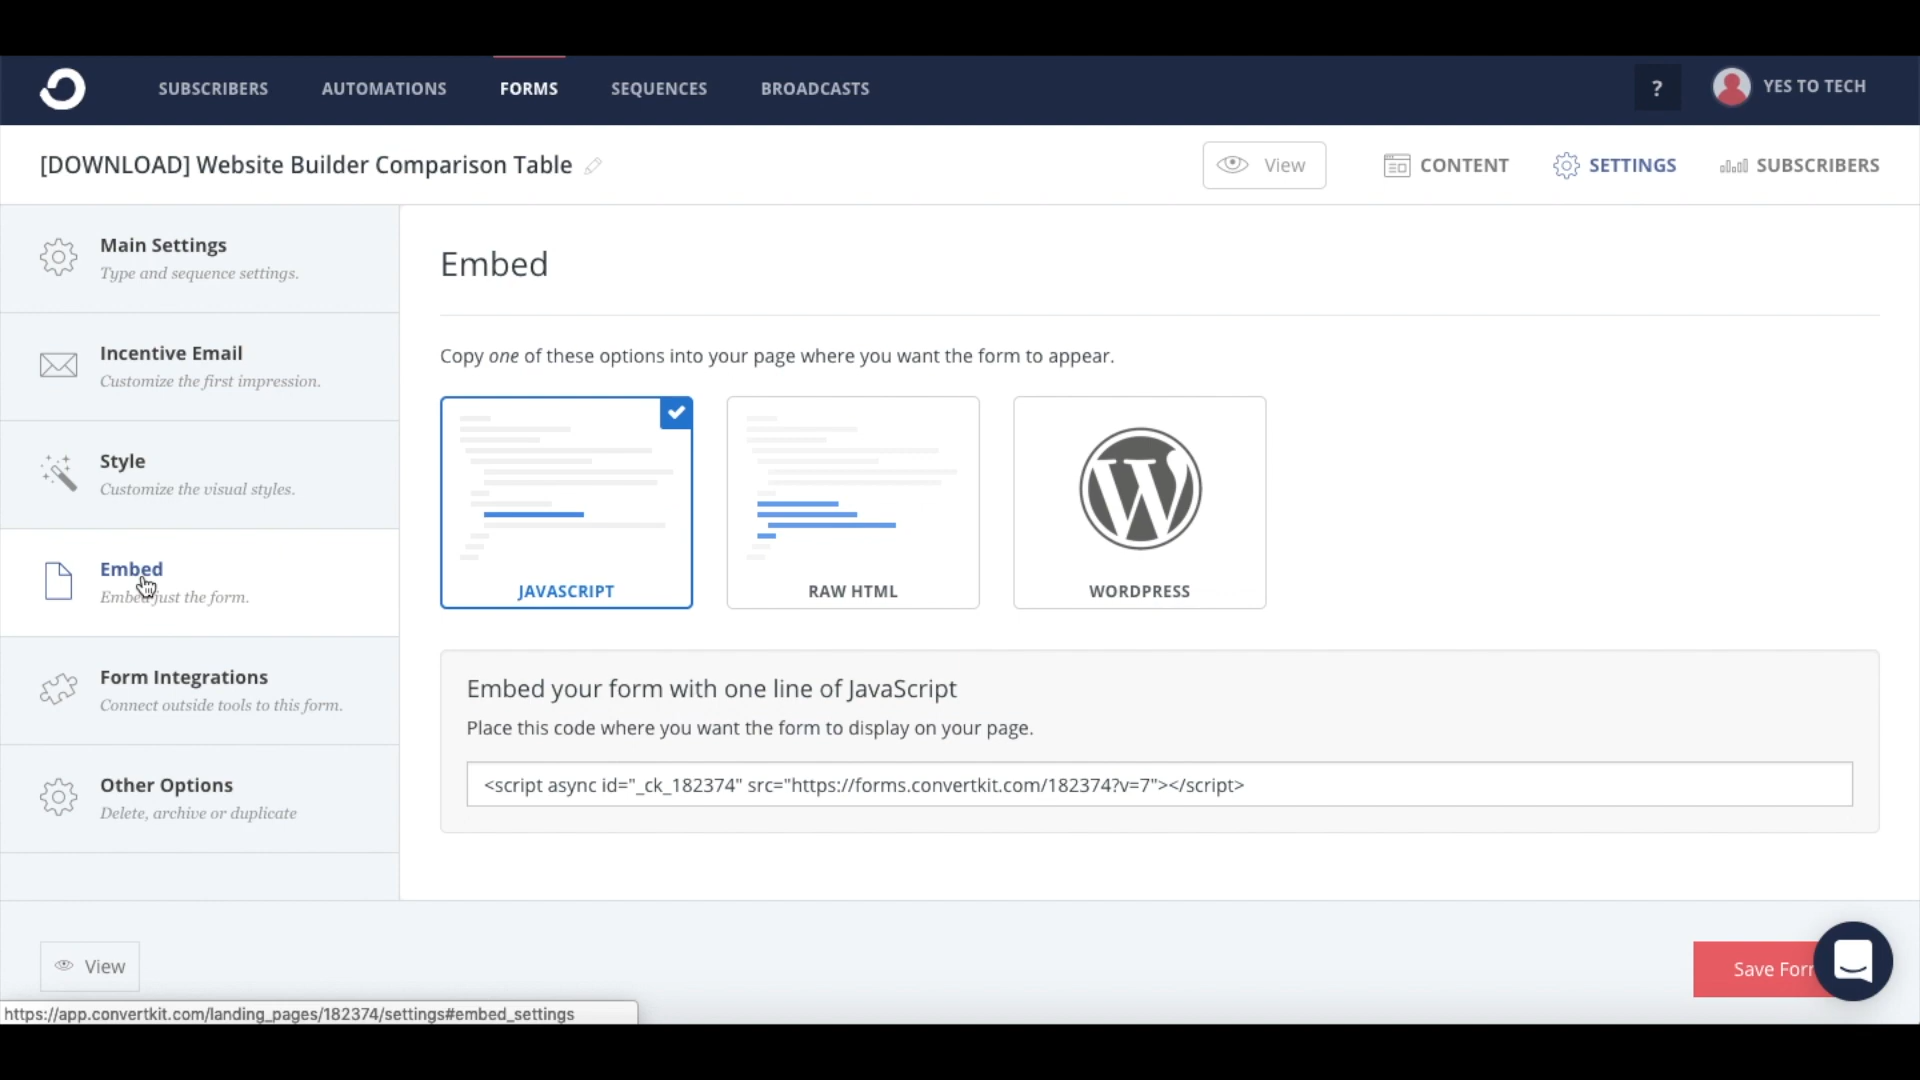 SUBSCRIBERS AUTOMATIONS FORMS SEQUENCES BROADCASTS ? YES TO TECH
[DOWNLOAD] Website Builder Comparison Table View CONTENT SETTINGS SUBSCRIBERS
Main Settings
Type and sequence settings.
Incentive Email
Customize the first impression.
Style
Customize the visual styles.
Embed
Embed just the form.
Form Integrations
Connect outside tools to this form.
Other Options
Delete, archive or duplicate
Embed
Copy one of these options into your page where you want the form to appear.
JAVASCRIPT RAW HTML WORDPRESS
Embed your form with one line of JavaScript
Place this code where you want the form to display on your page.
<script async id="_ck_182374" src="https://forms.convertkit.com/182374?v=7"></script>
View Save Form
https://app.convertkit.com/landing_pages/182374/settings#embed_settings